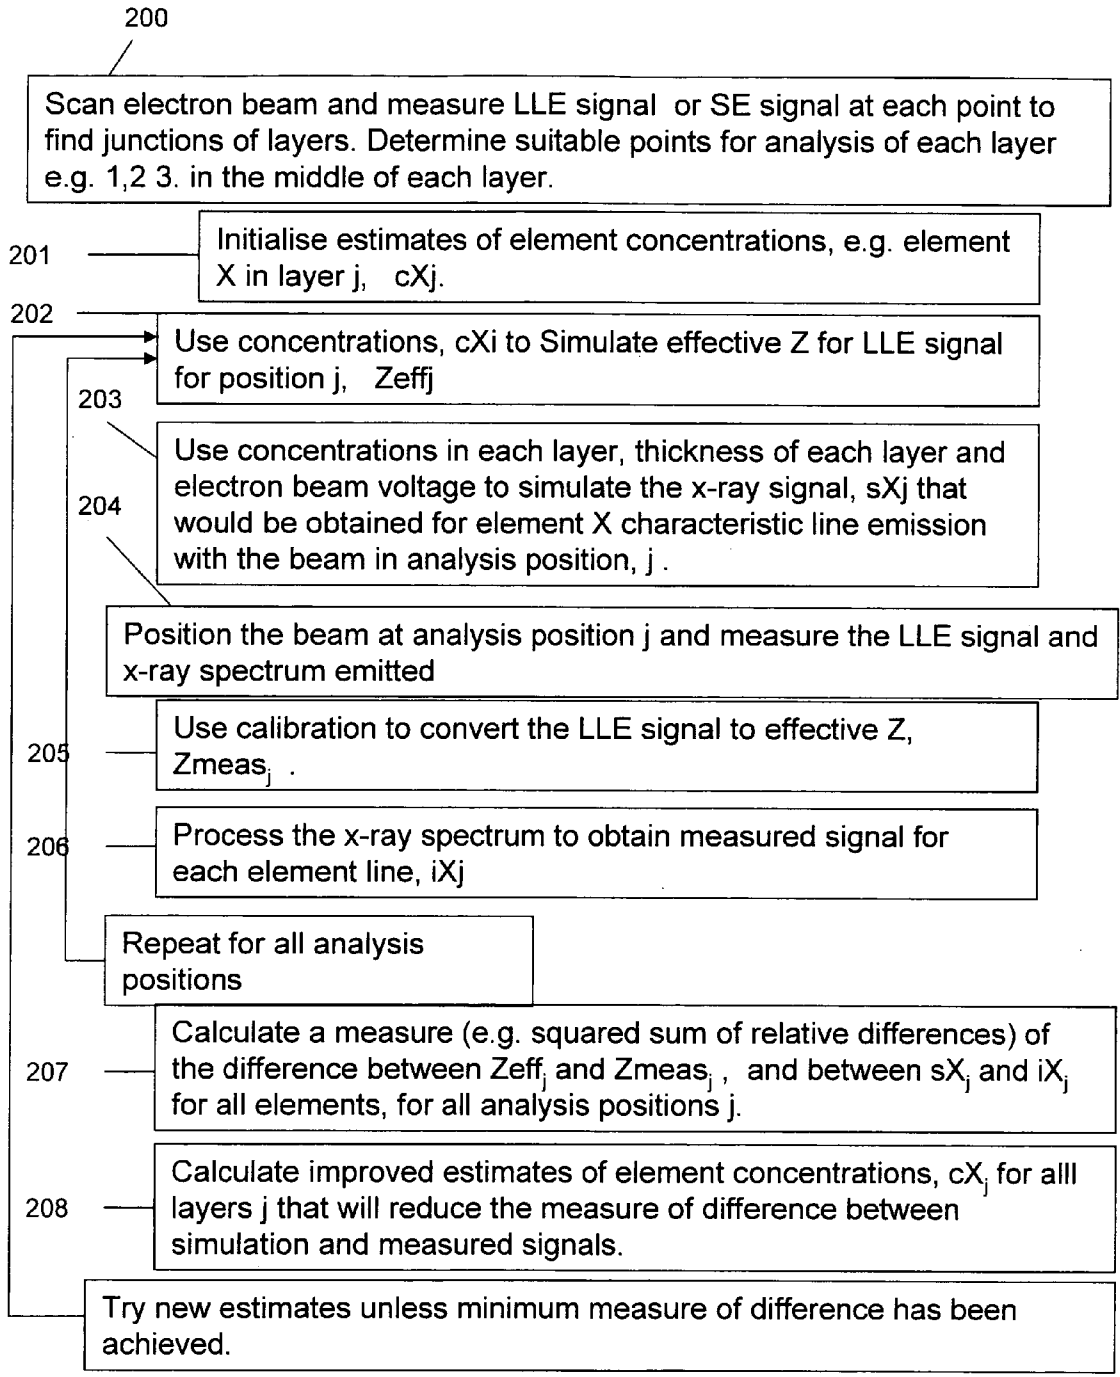 200
Scan electron beam and measure LLE signal or SE signal at each point to
find junctions of layers. Determine suitable points for analysis of each layer
e.g. 1,2 3. in the middle of each layer.
201
Initialise estimates of element concentrations, e.g. element
X in layer j, cXj.
202
Use concentrations, cXi to Simulate effective Z for LLE signal
for position j, Zeffj
203
Use concentrations in each layer, thickness of each layer and
electron beam voltage to simulate the x-ray signal, sXj that
would be obtained for element X characteristic line emission
with the beam in analysis position, j .
204
Position the beam at analysis position j and measure the LLE signal and
x-ray spectrum emitted
205
Use calibration to convert the LLE signal to effective Z,
Zmeasj .
206
Process the x-ray spectrum to obtain measured signal for
each element line, iXj
Repeat for all analysis
positions
207
Calculate a measure (e.g. squared sum of relative differences) of
the difference between Zeffj and Zmeasj , and between sXj and iXj
for all elements, for all analysis positions j.
208
Calculate improved estimates of element concentrations, cXj for alll
layers j that will reduce the measure of difference between
simulation and measured signals.
Try new estimates unless minimum measure of difference has been
achieved.